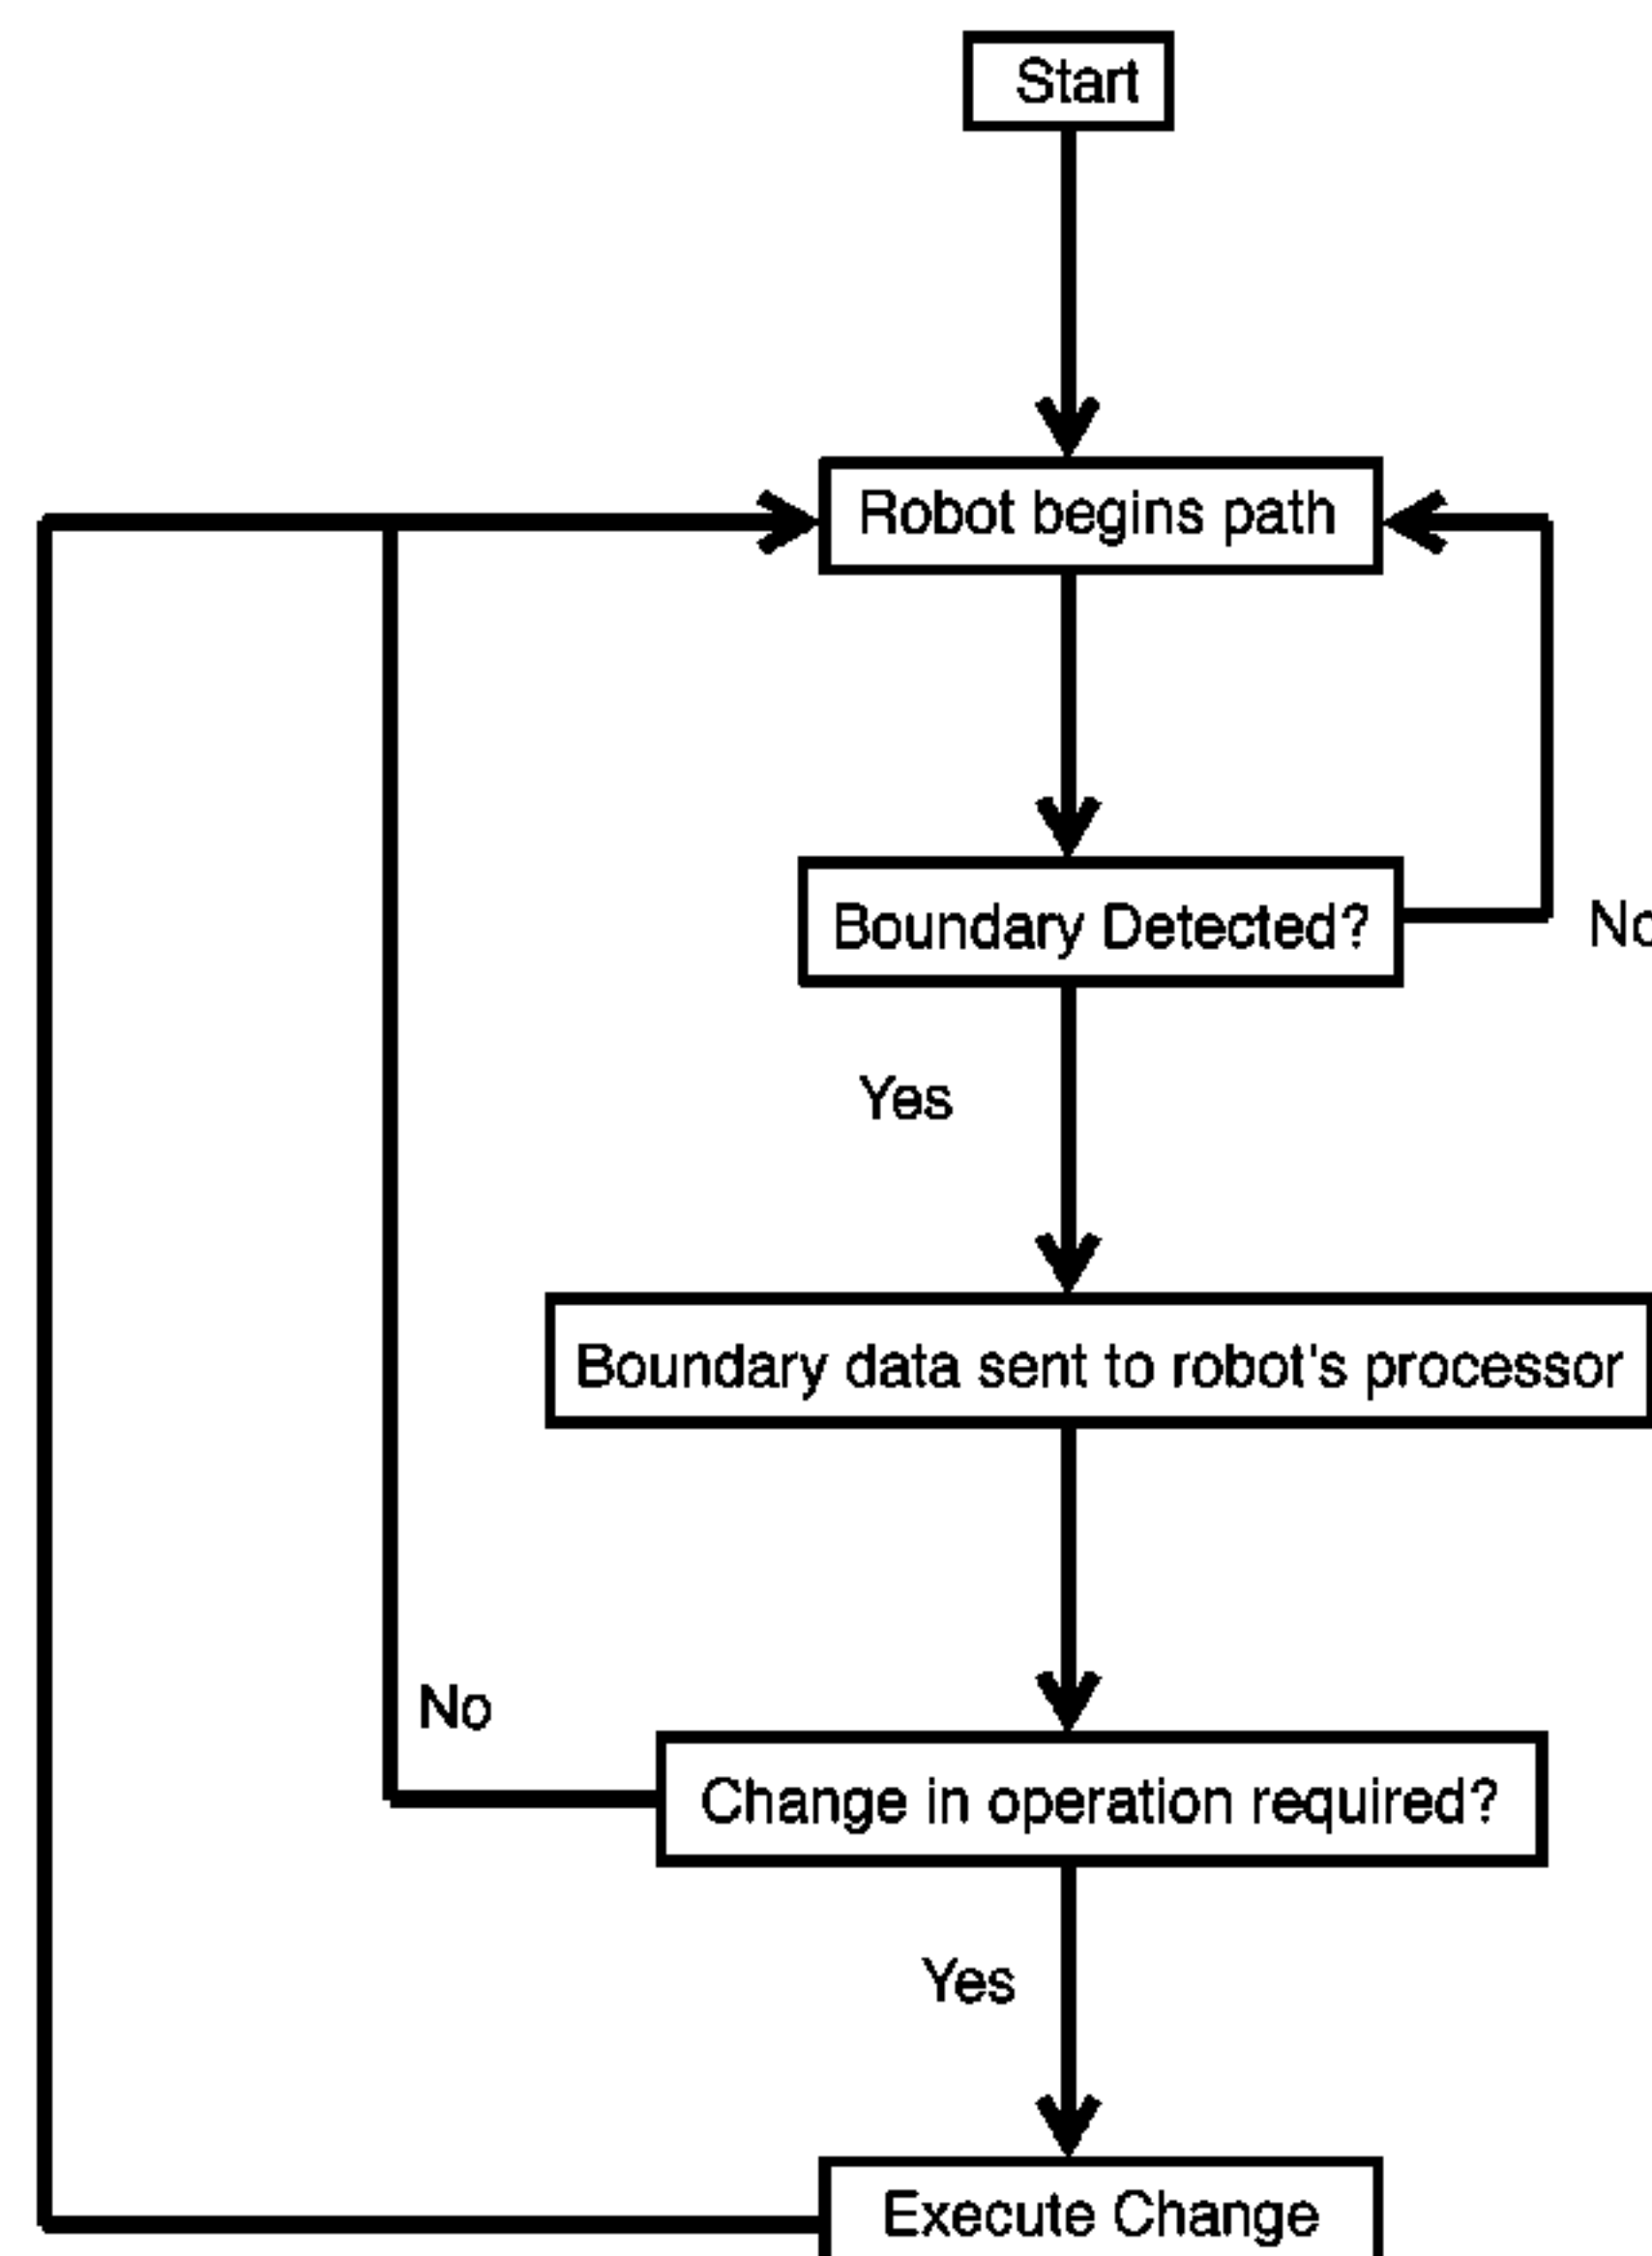 Start
Robot begins path
Boundary Detected?
No
Yes
Boundary data sent to robot's processor
No
Change in operation required?
Yes
Execute Change